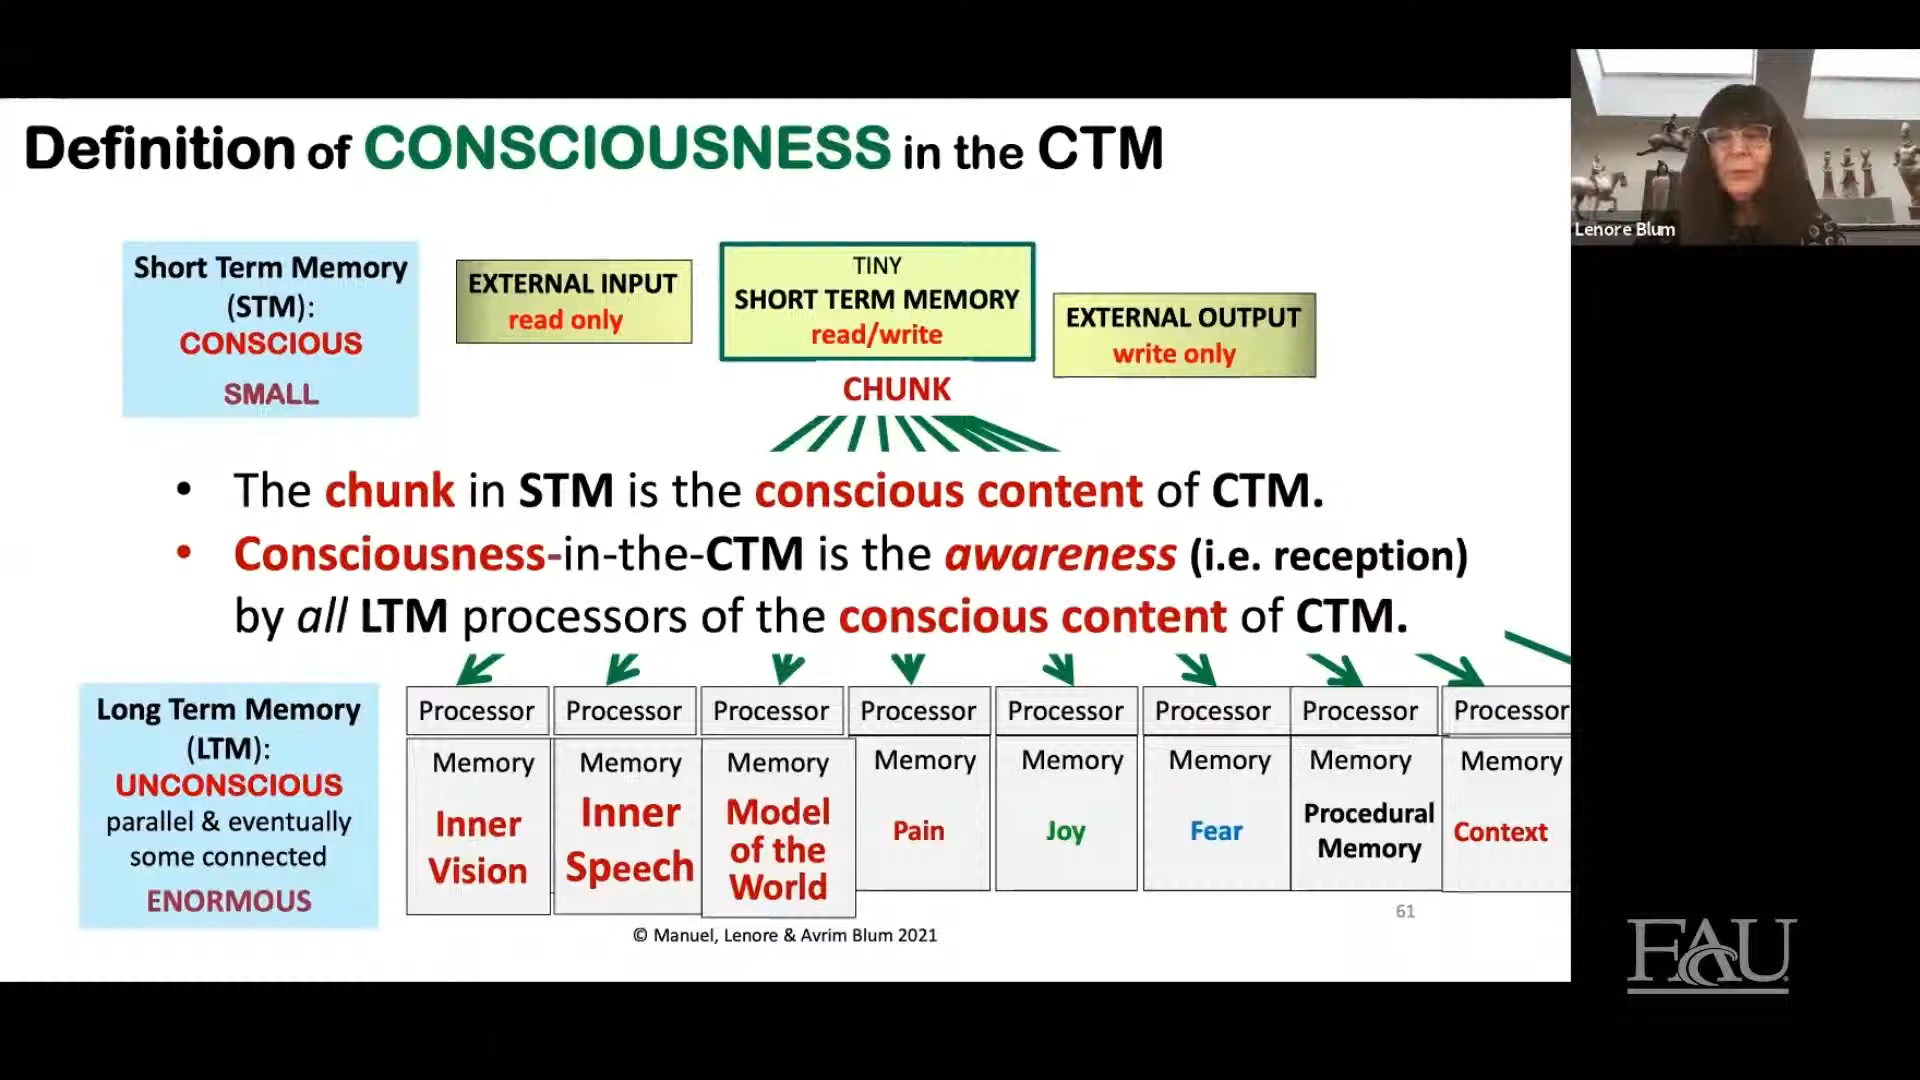 Definition of CONSCIOUSNESS in the CTM
Lenore Blum
Short Term Memory
(STM):
CONSCIOUS
SMALL
EXTERNAL INPUT
read only
TINY
SHORT TERM MEMORY
read/write
EXTERNAL OUTPUT
write only
CHUNK
• The chunk in STM is the conscious content of CTM.
• Consciousness-in-the-CTM is the awareness (i.e. reception)
by all LTM processors of the conscious content of CTM.
Long Term Memory
(LTM):
UNCONSCIOUS
parallel & eventually
some connected
ENORMOUS
Processor Processor Processor Processor Processor Processor Processor Processor
Memory Memory Memory Memory Memory Memory Memory Memory
Inner
Vision
Inner
Speech
Model
of the
World
Pain
Joy
Fear
Procedural
Memory
Context
61
© Manuel, Lenore & Avrim Blum 2021
FAU